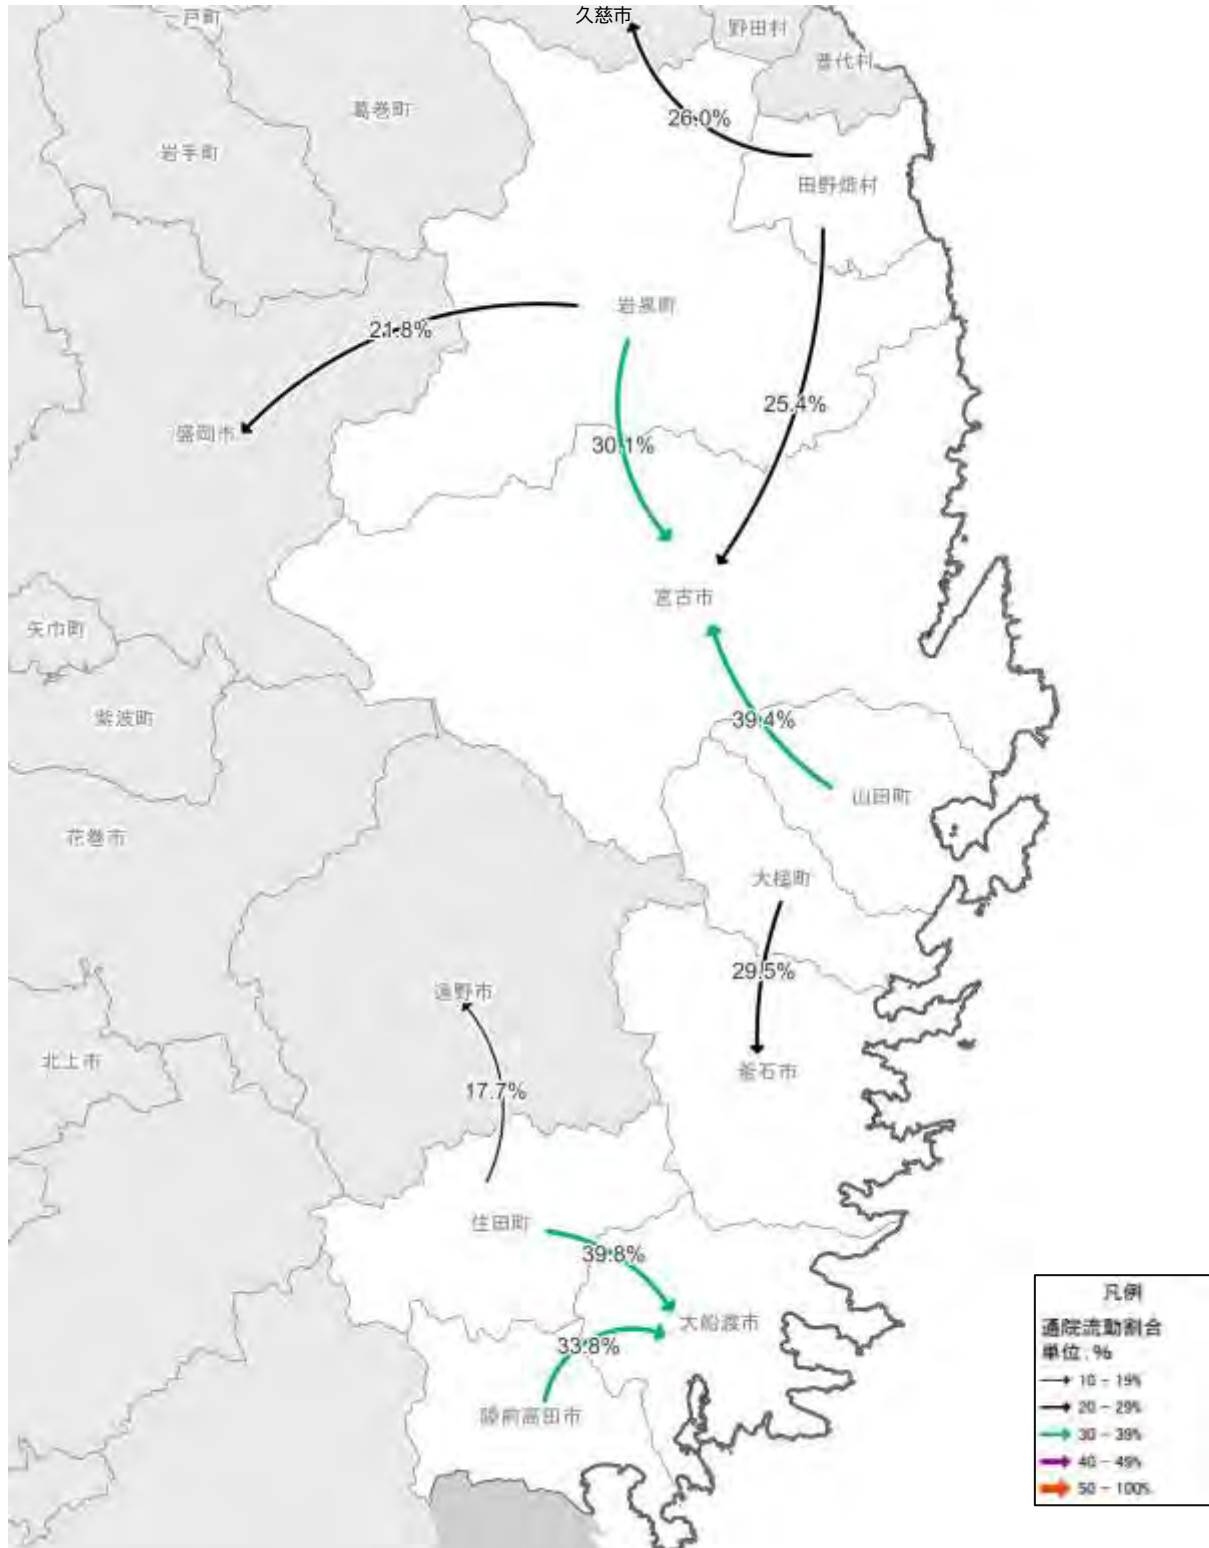 久慈市
一戸町
野田村
普代村
葛巻町
岩手町
26.0%
田野畑村
岩泉町
21.8%
25.4%
盛岡市
30.1%
宮古市
矢巾町
紫波町
39.4%
山田町
花巻市
大槌町
29.5%
遠野市
北上市
釜石市
17.7%
住田町
39.8%
大船渡市
33.8%
陸前高田市
凡例
通院流動割合
単位.%
10 - 19%
20 - 29%
30 - 39%
40 - 49%
50 - 100%